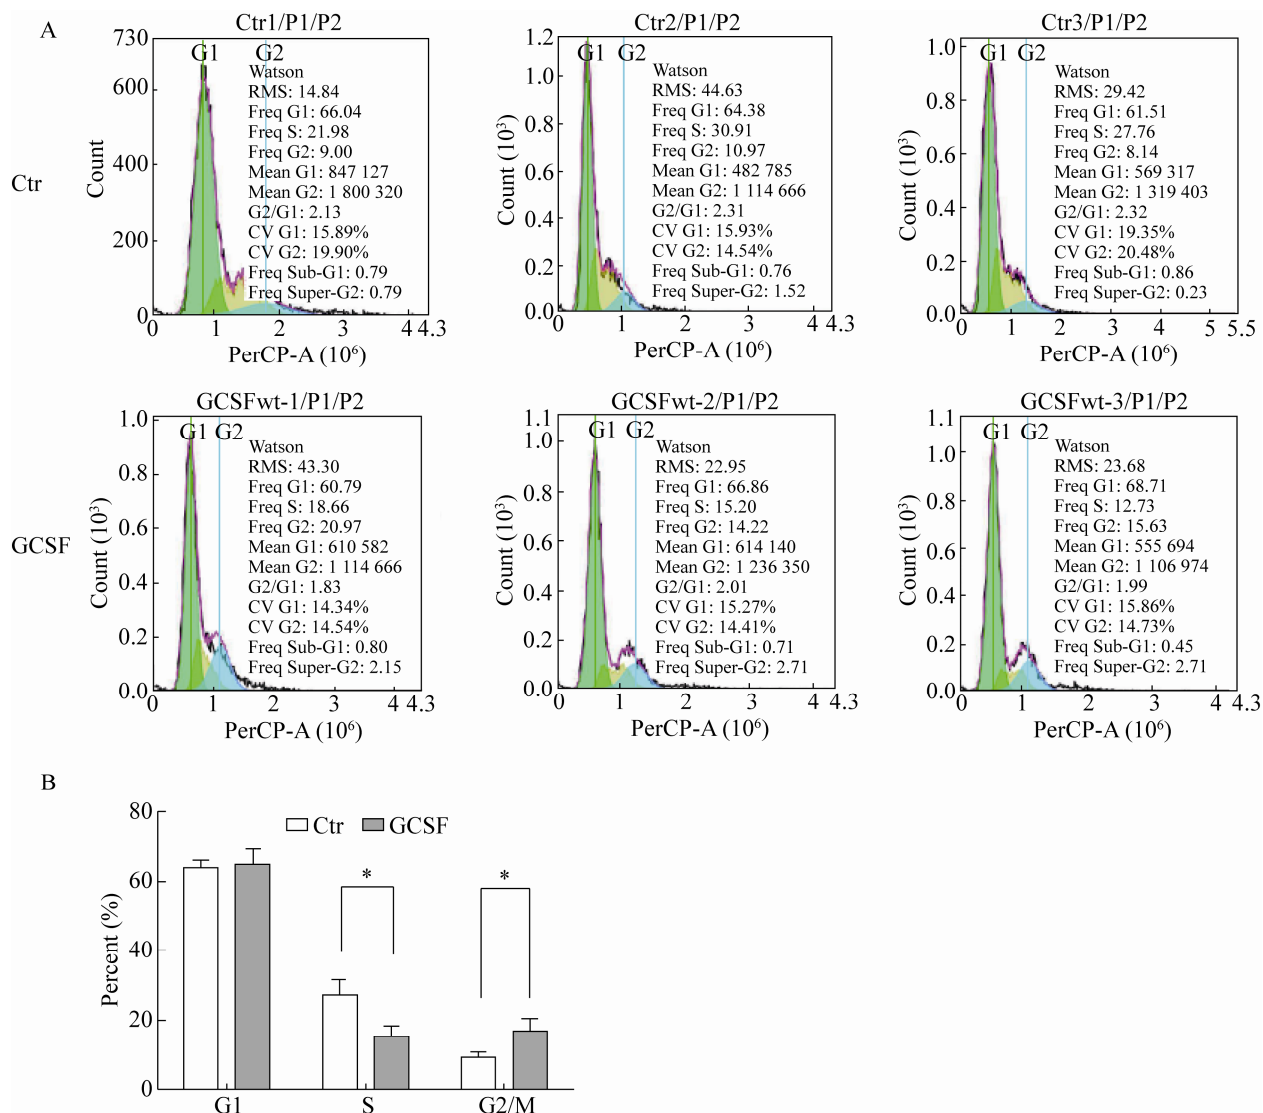 A
Ctr
Ctr1/P1/P2
730
600
400
200
0
Count
G1 G2
Watson
RMS: 14.84
Freq G1: 66.04
Freq S: 21.98
Freq G2: 9.00
Mean G1: 847 127
Mean G2: 1 800 320
G2/G1: 2.13
CV G1: 15.89%
CV G2: 19.90%
Freq Sub-G1: 0.79
Freq Super-G2: 0.79
0 1 2 3 4 4.3
PerCP-A (10⁶)
Ctr2/P1/P2
1.2
1.0
0.8
0.6
0.4
0.2
0.0
Count (10³)
G1 G2
Watson
RMS: 44.63
Freq G1: 64.38
Freq S: 30.91
Freq G2: 10.97
Mean G1: 482 785
Mean G2: 1 114 666
G2/G1: 2.31
CV G1: 15.93%
CV G2: 14.54%
Freq Sub-G1: 0.76
Freq Super-G2: 1.52
0 1 2 3 4 4.3
PerCP-A (10⁶)
Ctr3/P1/P2
1.0
0.8
0.6
0.4
0.2
0.0
Count (10³)
G1 G2
Watson
RMS: 29.42
Freq G1: 61.51
Freq S: 27.76
Freq G2: 8.14
Mean G1: 569 317
Mean G2: 1 319 403
G2/G1: 2.32
CV G1: 19.35%
CV G2: 20.48%
Freq Sub-G1: 0.86
Freq Super-G2: 0.23
0 1 2 3 4 5 5.5
PerCP-A (10⁶)
GCSF
GCSFwt-1/P1/P2
1.0
0.8
0.6
0.4
0.2
0.0
Count (10³)
G1 G2
Watson
RMS: 43.30
Freq G1: 60.79
Freq S: 18.66
Freq G2: 20.97
Mean G1: 610 582
Mean G2: 1 114 666
G2/G1: 1.83
CV G1: 14.34%
CV G2: 14.54%
Freq Sub-G1: 0.80
Freq Super-G2: 2.15
0 1 2 3 4 4.3
PerCP-A (10⁶)
GCSFwt-2/P1/P2
1.1
1.0
0.8
0.6
0.4
0.2
0.0
Count (10³)
G1 G2
Watson
RMS: 22.95
Freq G1: 66.86
Freq S: 15.20
Freq G2: 14.22
Mean G1: 614 140
Mean G2: 1 236 350
G2/G1: 2.01
CV G1: 15.27%
CV G2: 14.41%
Freq Sub-G1: 0.71
Freq Super-G2: 2.71
0 1 2 3 4 4.3
PerCP-A (10⁶)
GCSFwt-3/P1/P2
1.1
1.0
0.8
0.6
0.4
0.2
0.0
Count (10³)
G1 G2
Watson
RMS: 23.68
Freq G1: 68.71
Freq S: 12.73
Freq G2: 15.63
Mean G1: 555 694
Mean G2: 1 106 974
G2/G1: 1.99
CV G1: 15.86%
CV G2: 14.73%
Freq Sub-G1: 0.45
Freq Super-G2: 2.71
0 1 2 3 4 4.3
PerCP-A (10⁶)
B
80
60
40
20
0
Percent (%)
Ctr GCSF
* *
G1 S G2/M